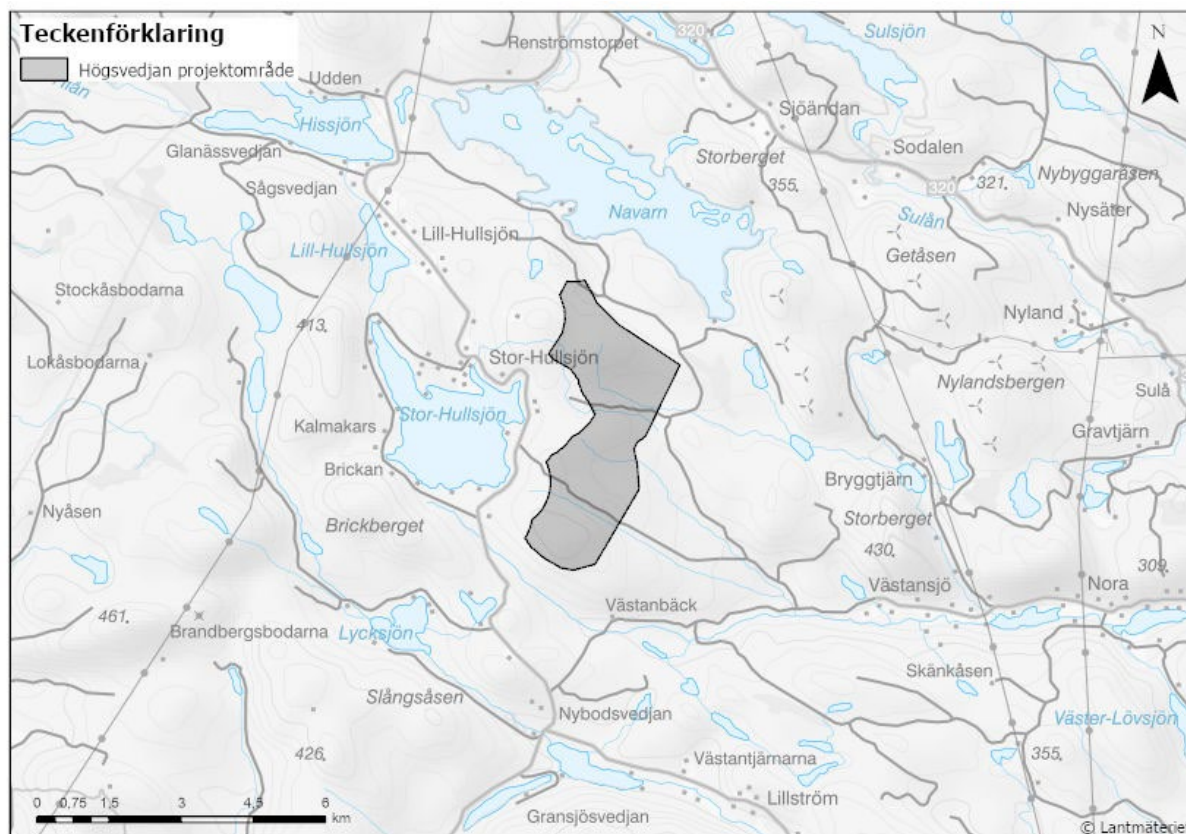 Teckenförklaring
Högsvedjan projektområde
320
Sulsjön
N
Renströmstorpet
Udden
Hissjön
Sjöändan
Glanässvedjan
Storberget
Sodalen
Sågsvedjan
355.
320
321.
Nybyggaråsen
Navarn
Nysäter
Lill-Hullsjön
Sulån
Lill-Hullsjön
Getåsen
Stockåsbodarna
413.
Nyland
Lokåsbodarna
Stor-Hullsjön
Nylandsbergen
Sulå
Stor-Hullsjön
Kalmakars
Gravtjärn
Brickan
Bryggtjärn
Nyåsen
Brickberget
Storberget
430.
309.
Västansjö
Nora
461.
Västanbäck
Brandbergsbodarna
Lycksjön
Skänkåsen
Slångsåsen
Nybodsvedjan
Väster-Lövsjön
426.
Västantjärnarna
355.
Lillström
0 0,75 1,5 3 4,5 6
km
Gransjösvedjan
© Lantmäteriet